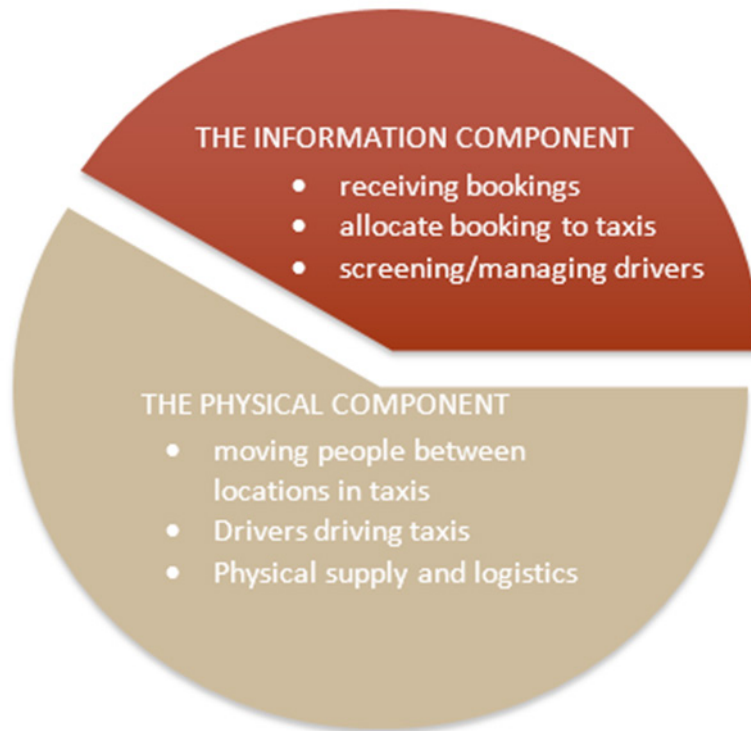 THE INFORMATION COMPONENT
• receiving bookings
• allocate booking to taxis
• screening/managing drivers
THE PHYSICAL COMPONENT
• moving people between
locations in taxis
• Drivers driving taxis
• Physical supply and logistics